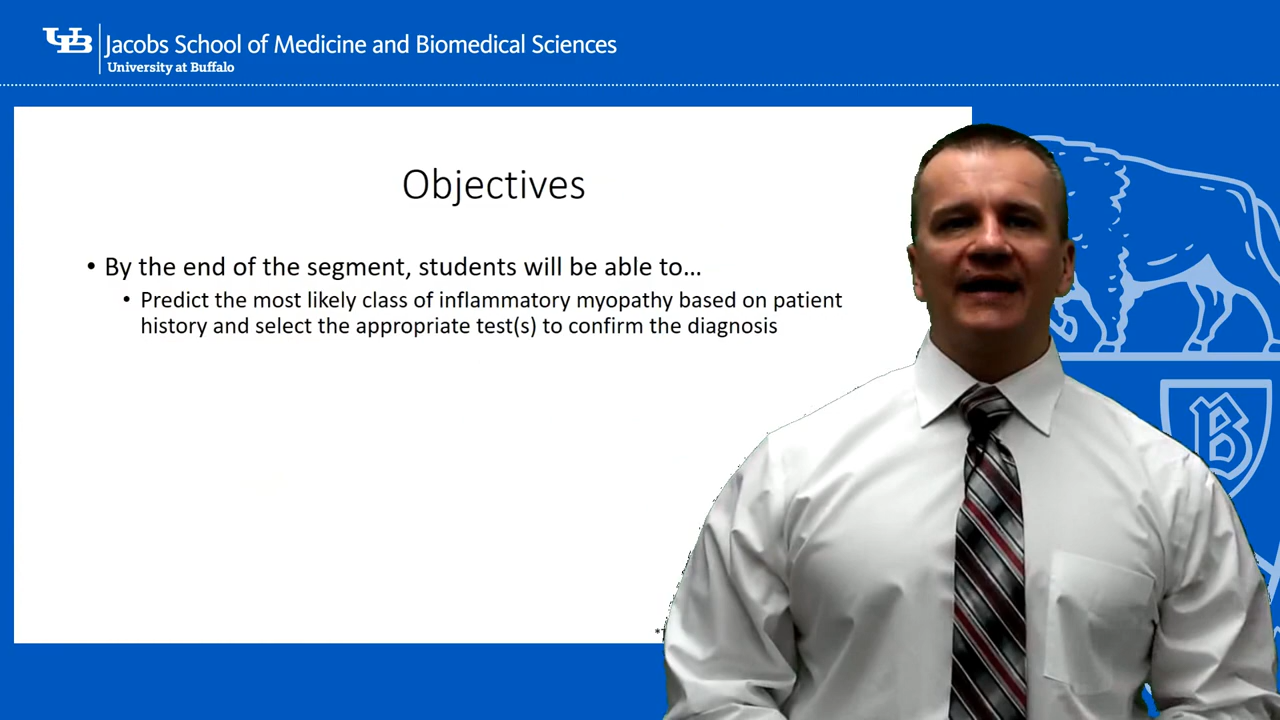 UB Jacobs School of Medicine and Biomedical Sciences
University at Buffalo
Objectives
• By the end of the segment, students will be able to...
• Predict the most likely class of inflammatory myopathy based on patient
history and select the appropriate test(s) to confirm the diagnosis
B